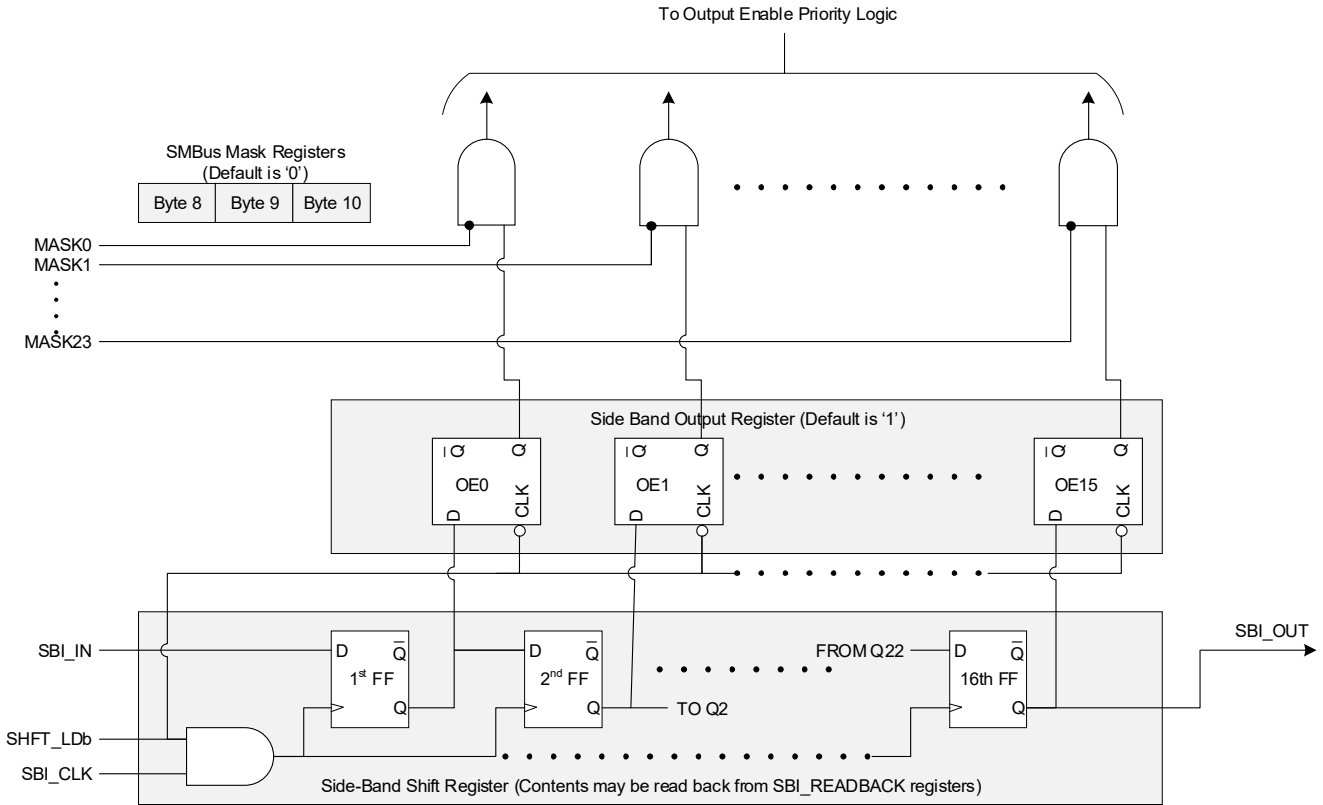 To Output Enable Priority Logic
SMBus Mask Registers
(Default is ‘0’)
Byte 8 Byte 9 Byte 10
MASK0
MASK1
MASK23
Side Band Output Register (Default is ‘1’)
Q Q Q Q Q Q
OE0 OE1 OE15
D CLK D CLK D CLK
SBI_OUT
SBI_IN D Q D Q FROM Q22 D Q
1st FF 2nd FF 16th FF
Q Q TO Q2 Q
SHFT_LDb
SBI_CLK
Side-Band Shift Register (Contents may be read back from SBI_READBACK registers)